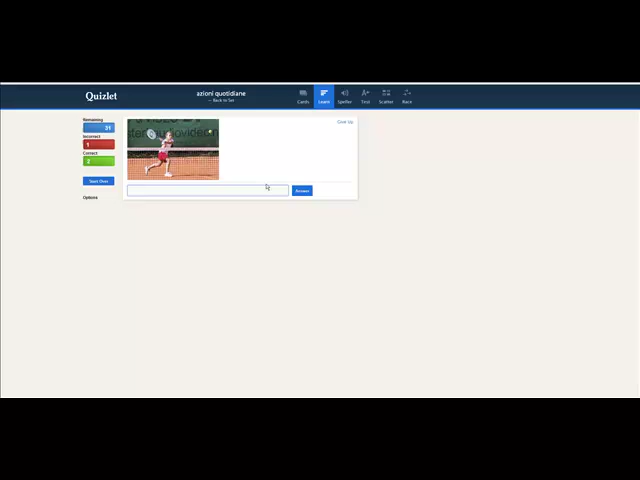 Quizlet
azioni quotidiane
← Back to Set
Cards
Learn
Speller
Test
Scatter
Race
Remaining
31
Incorrect
1
Correct
2
Start Over
Options
Give Up
Answer